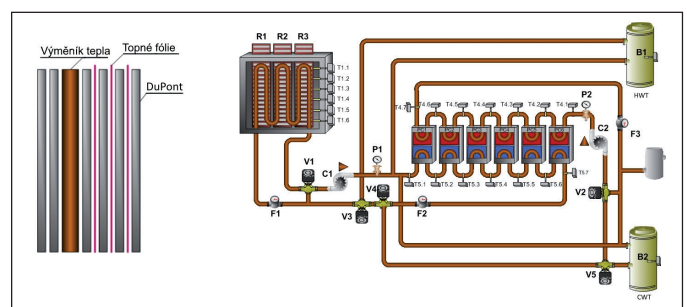 Výměník tepla
Topné fólie
DuPont
R1 R2 R3
T1.1
T1.2
T1.3
T1.4
T1.5
T1.6
B1
HWT
P2
T4.7
T4.6
T4.5
T4.4
T4.3
T4.2
T4.1
C2
F3
P1
V1
C1
V4
T5.1
T5.2
T5.3
T5.4
T5.5
T5.6
T5.7
V2
F1
V3
F2
V5
B2
CWT